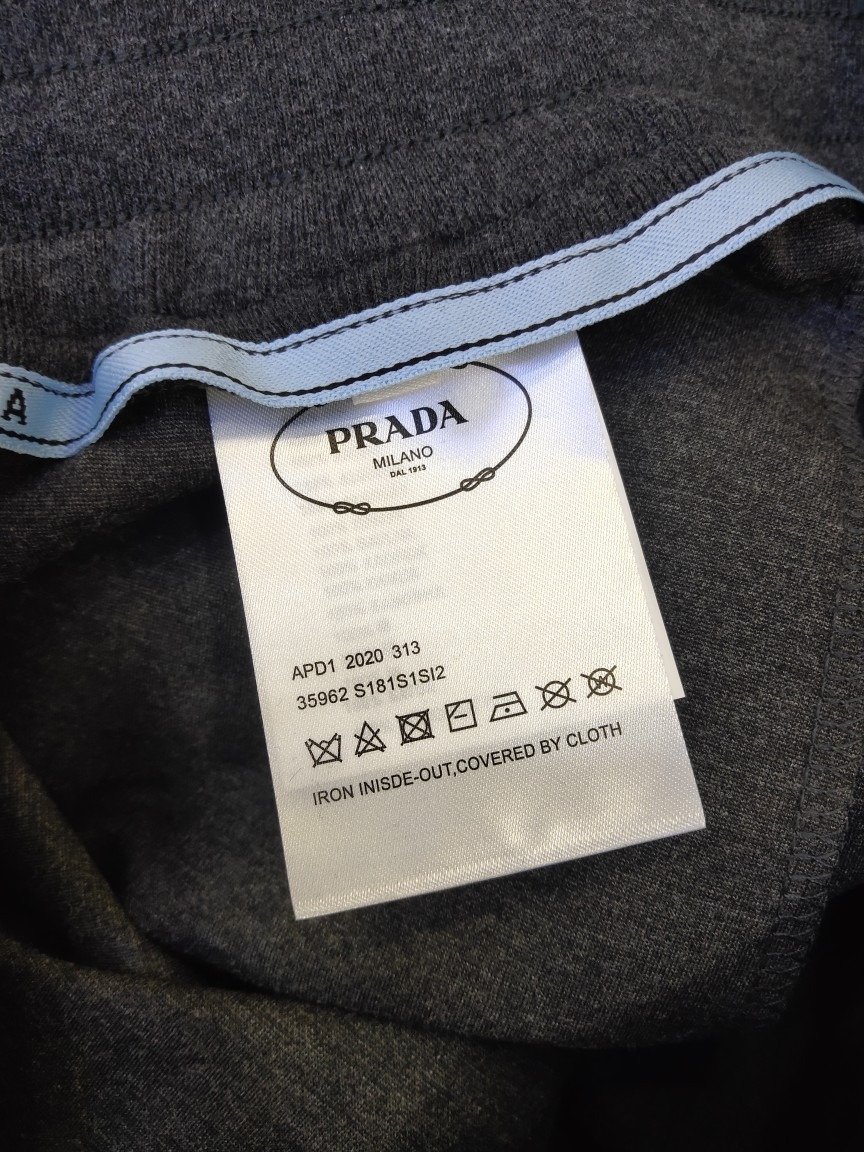 A
PRADA
MILANO
DAL 1913
APD1 2020 313
35962 S181S1SI2
IRON INISDE-OUT,COVERED BY CLOTH